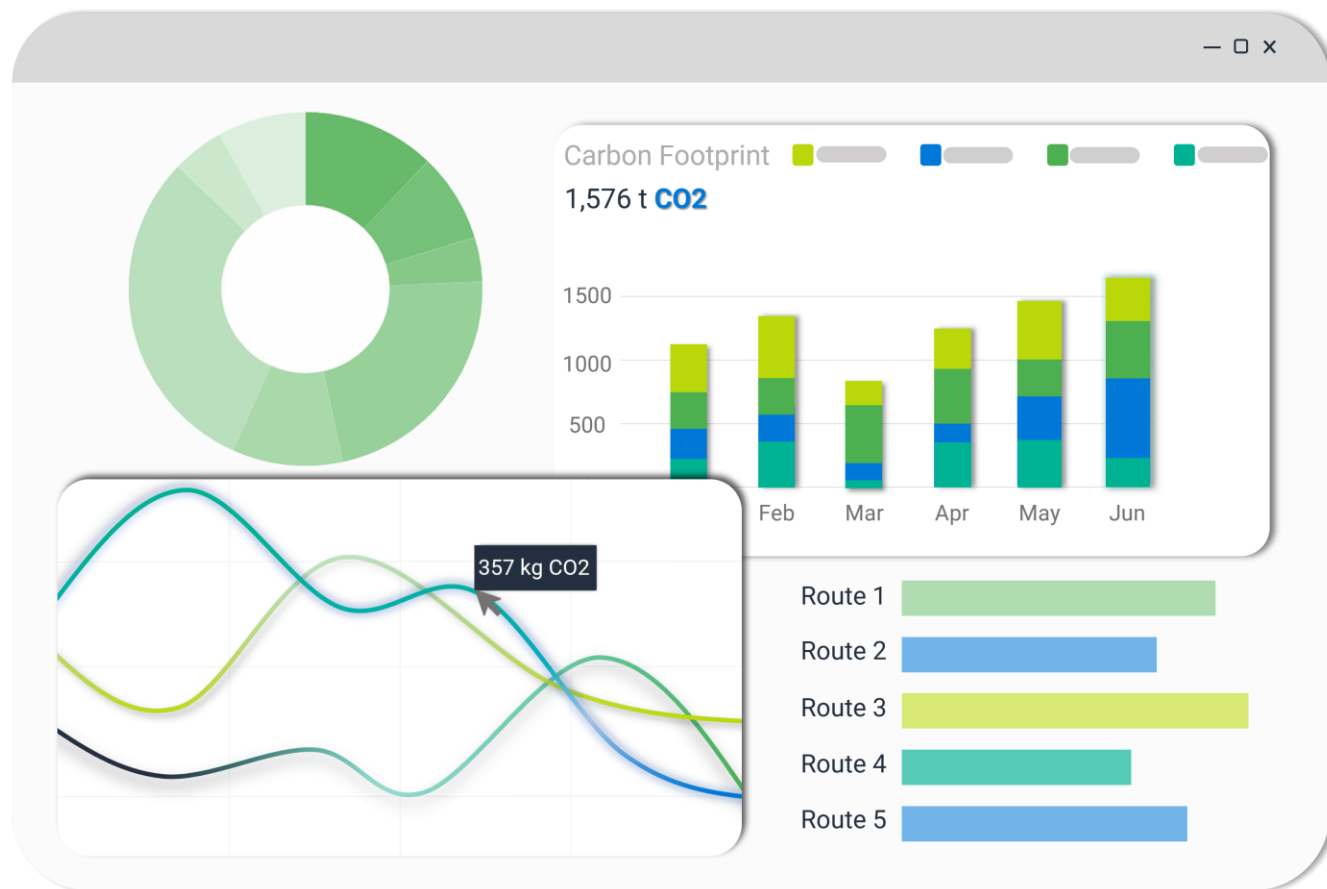 Carbon Footprint
1,576 t CO2
1500
1000
500
Feb Mar Apr May Jun
357 kg CO2
Route 1
Route 2
Route 3
Route 4
Route 5